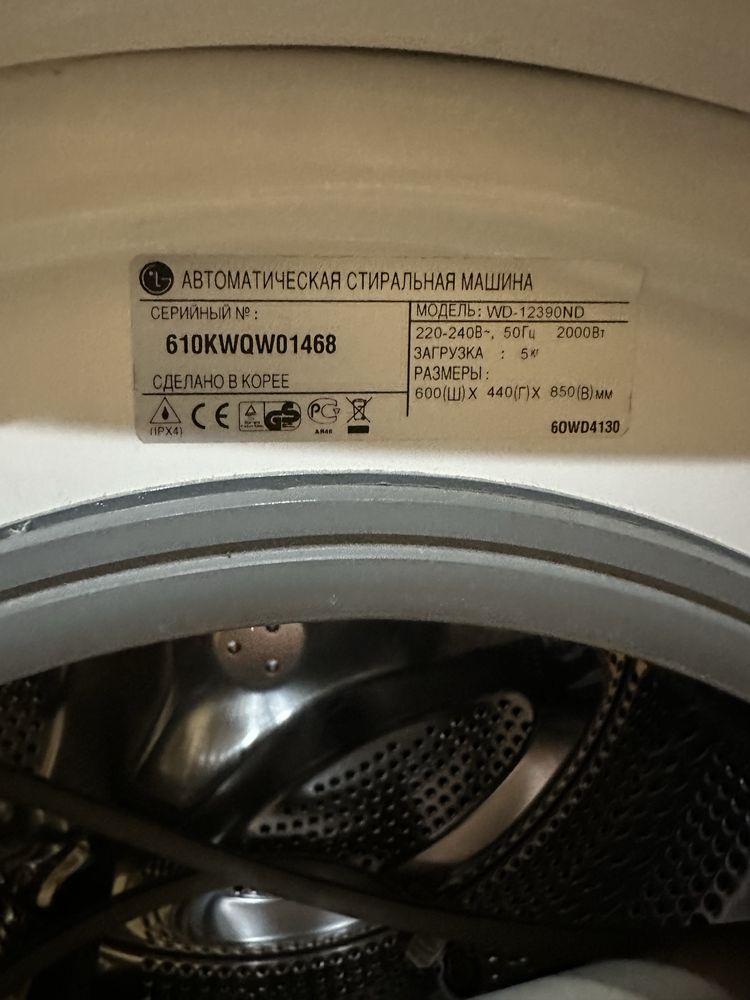 LG АВТОМАТИЧЕСКАЯ СТИРАЛЬНАЯ МАШИНА
СЕРИЙНЫЙ № :
610KWQW01468
СДЕЛАНО В КОРЕЕ
МОДЕЛЬ: WD-12390ND
220-240В~, 50Гц 2000Вт
ЗАГРУЗКА : 5кг
РАЗМЕРЫ :
600(Ш)X 440(Г)X 850(В)мм
(IPX4)
CE
GS
PC
АЯ46
60WD4130